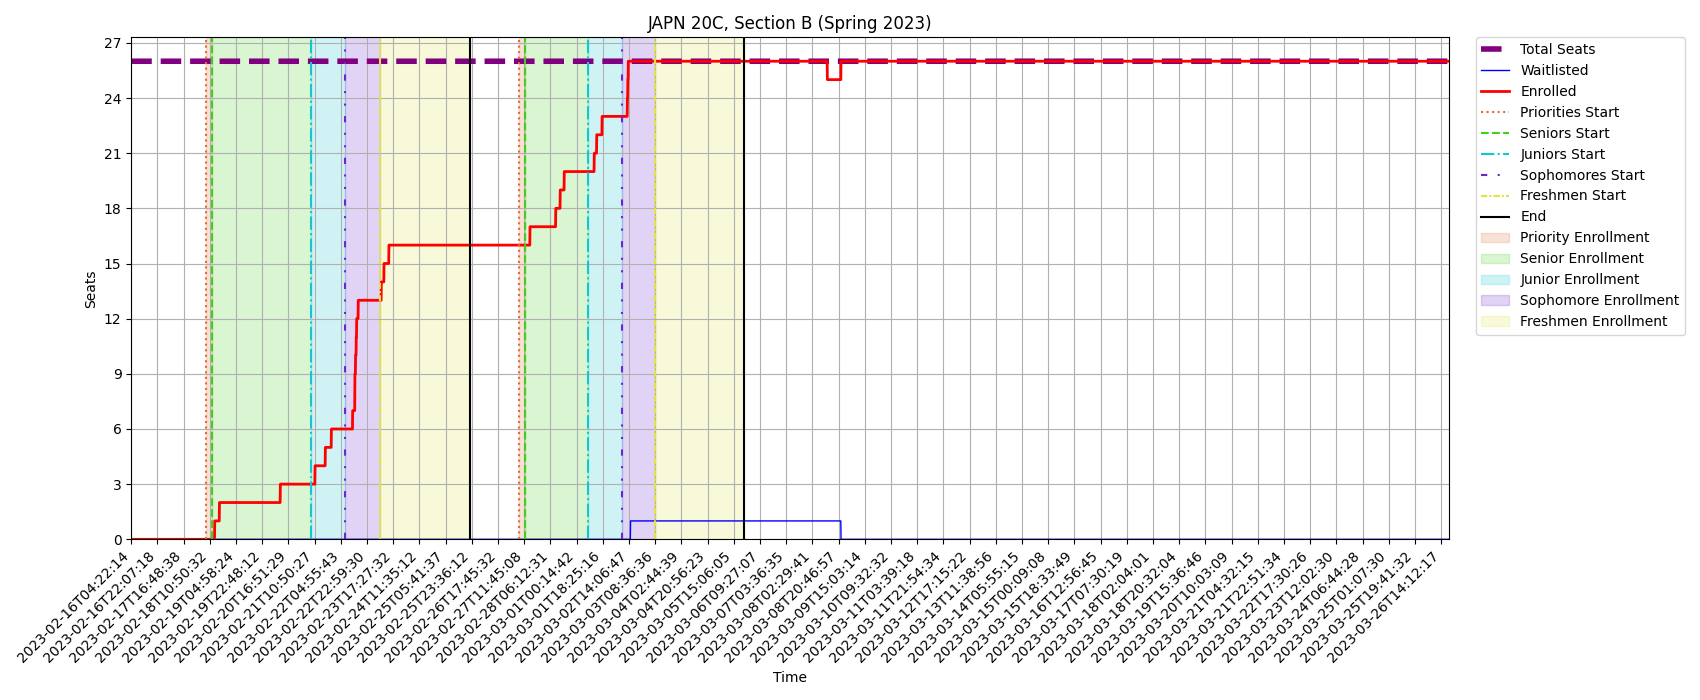 JAPN 20C, Section B (Spring 2023)
27
24
21
18
15
12
9
6
3
0
Seats
2023-02-16T04:22:14
2023-02-16T22:07:18
2023-02-17T16:48:38
2023-02-18T10:50:32
2023-02-19T04:58:24
2023-02-19T22:48:12
2023-02-20T16:51:29
2023-02-21T10:50:27
2023-02-22T04:55:43
2023-02-22T22:59:30
2023-02-23T17:27:32
2023-02-24T11:35:12
2023-02-25T05:41:37
2023-02-25T23:36:12
2023-02-26T17:45:32
2023-02-27T11:45:08
2023-02-28T06:12:31
2023-03-01T00:14:42
2023-03-01T18:25:16
2023-03-02T14:06:47
2023-03-03T08:36:36
2023-03-04T02:44:39
2023-03-04T20:56:23
2023-03-05T15:06:05
2023-03-06T09:27:07
2023-03-07T03:36:35
2023-03-08T02:29:41
2023-03-08T20:46:57
2023-03-09T15:03:14
2023-03-10T09:32:32
2023-03-11T03:39:18
2023-03-11T21:54:34
2023-03-12T17:15:22
2023-03-13T11:38:56
2023-03-14T05:55:15
2023-03-15T00:09:08
2023-03-15T18:33:49
2023-03-16T12:56:45
2023-03-17T07:30:19
2023-03-18T02:04:01
2023-03-18T20:32:04
2023-03-19T15:36:46
2023-03-20T10:03:09
2023-03-21T04:32:15
2023-03-21T22:51:34
2023-03-22T17:30:26
2023-03-23T12:02:30
2023-03-24T06:44:28
2023-03-25T01:07:30
2023-03-25T19:41:32
2023-03-26T14:12:17
Time
Total Seats
Waitlisted
Enrolled
Priorities Start
Seniors Start
Juniors Start
Sophomores Start
Freshmen Start
End
Priority Enrollment
Senior Enrollment
Junior Enrollment
Sophomore Enrollment
Freshmen Enrollment